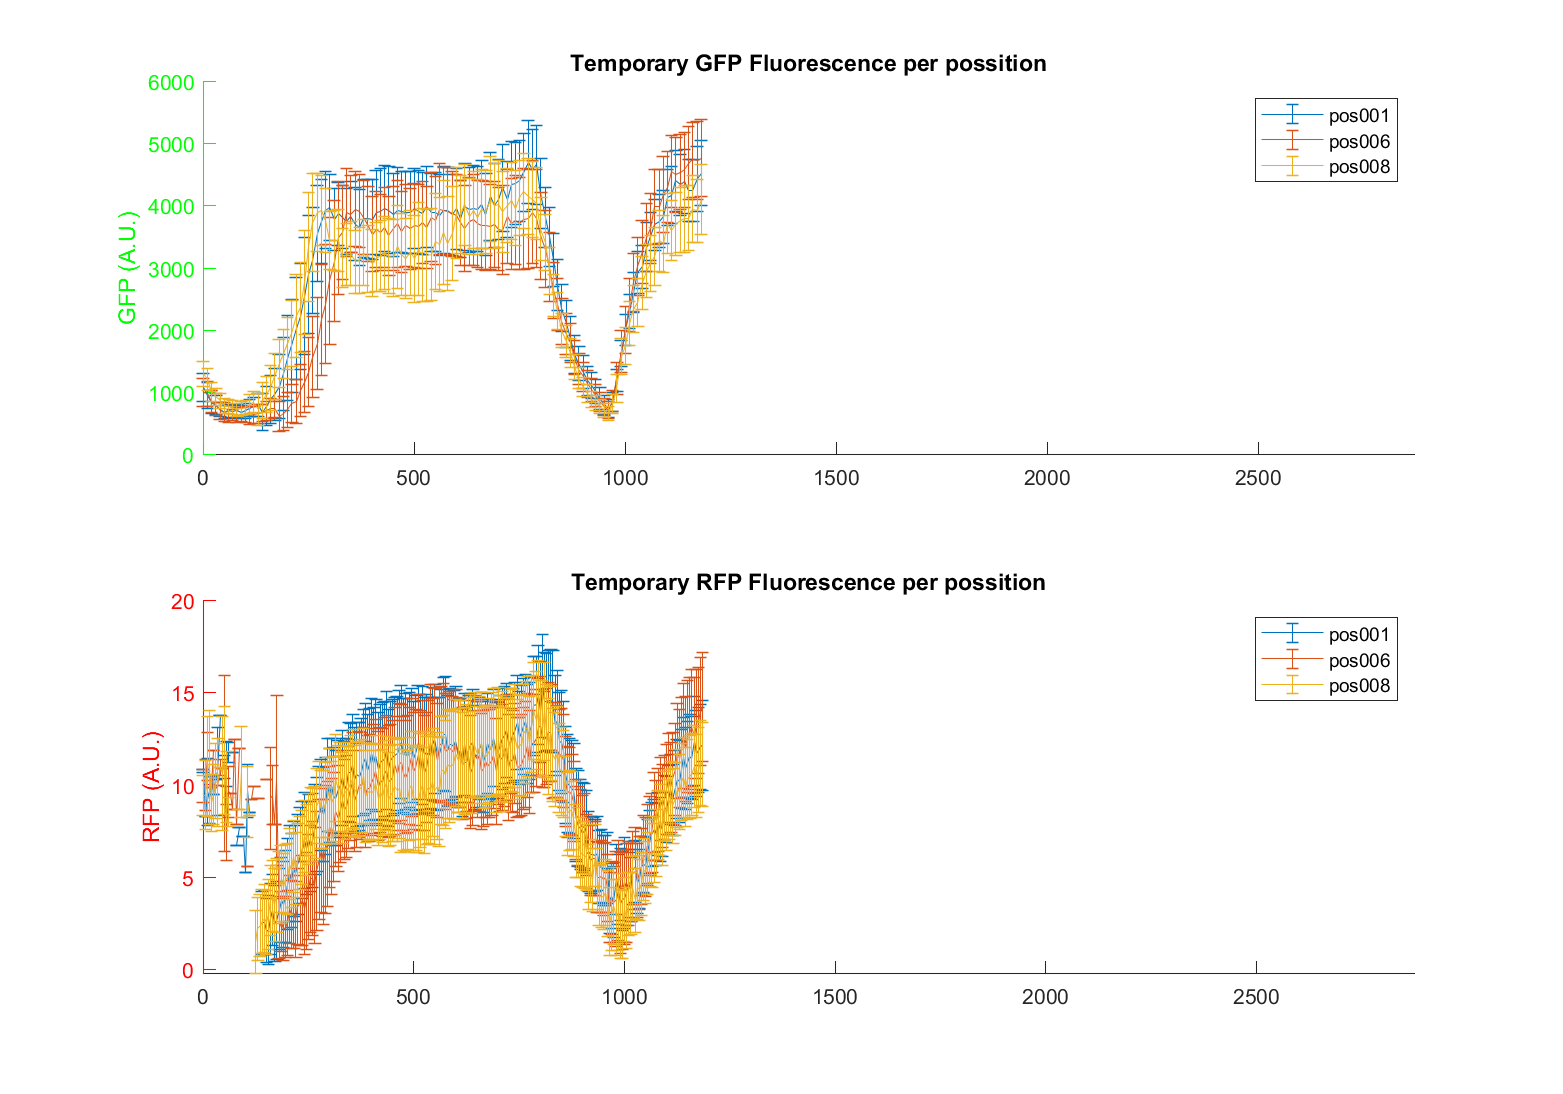 Temporary GFP Fluorescence per possition
6000
5000
4000
3000
2000
1000
0
GFP (A.U.)
pos001
pos006
pos008
0 500 1000 1500 2000 2500
Temporary RFP Fluorescence per possition
20
15
10
5
0
RFP (A.U.)
pos001
pos006
pos008
0 500 1000 1500 2000 2500